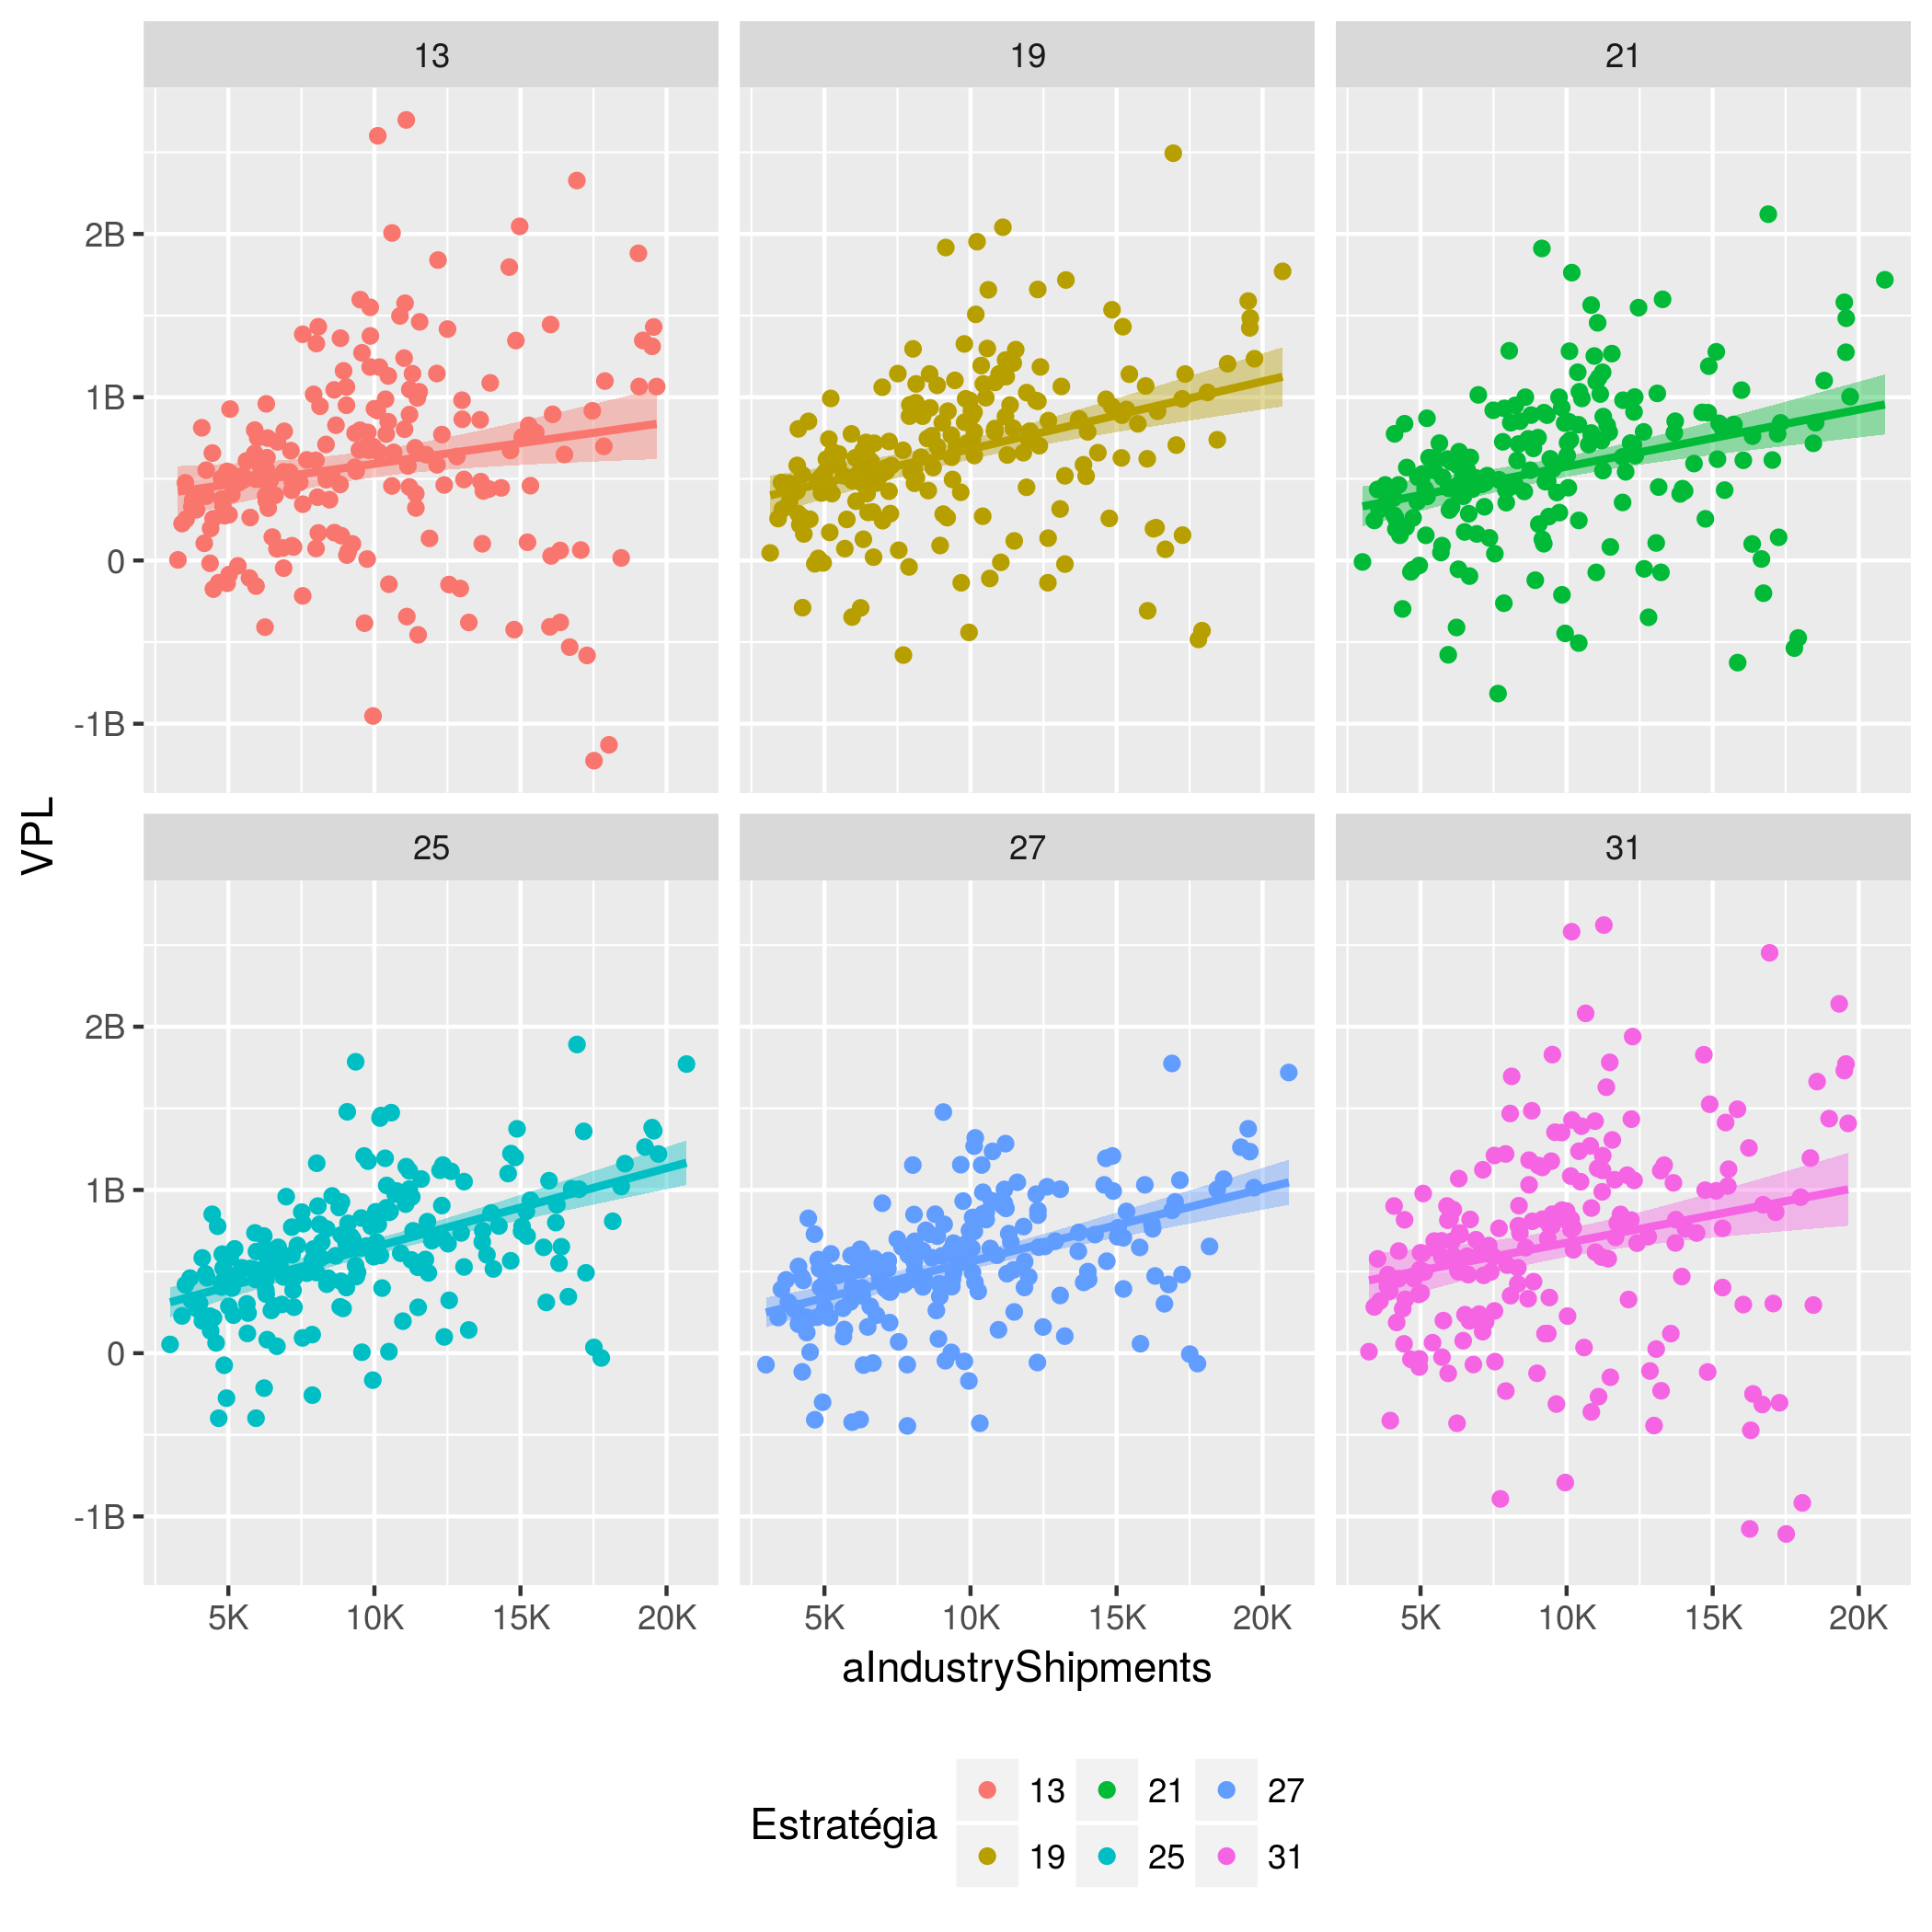 13 19 21
2B
1B
0
-1B
25 27 31
2B
1B
0
-1B
VPL
5K 10K 15K 20K 5K 10K 15K 20K 5K 10K 15K 20K
aIndustryShipments
Estratégia
13 21 27
19 25 31